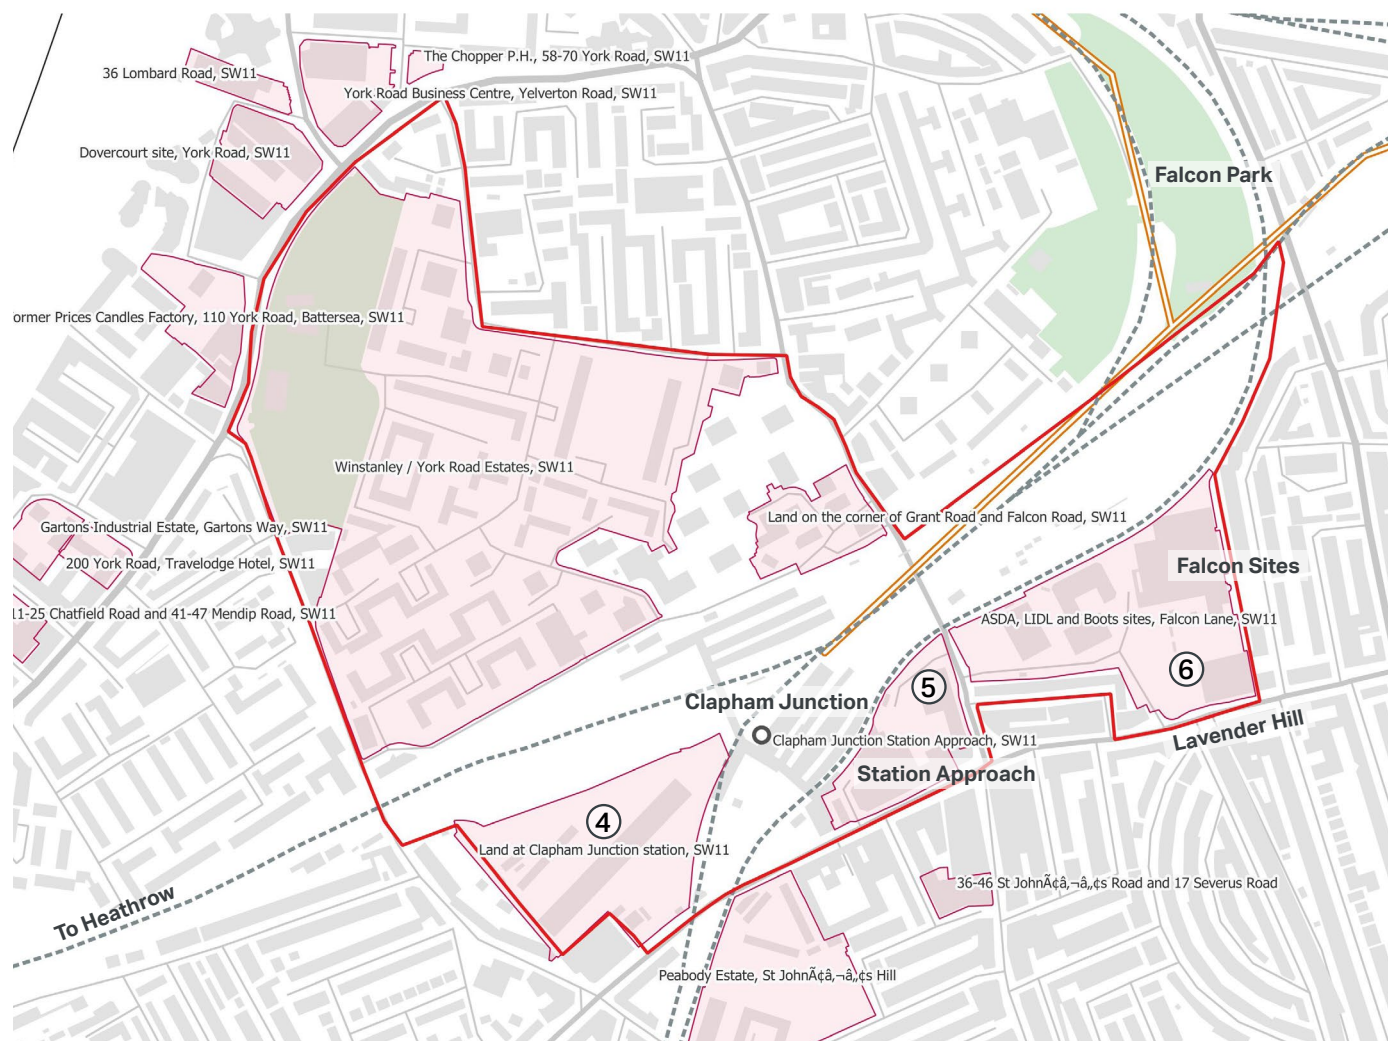 The Chopper P.H., 58-70 York Road, SW11
36 Lombard Road, SW11
York Road Business Centre, Yelverton Road, SW11
Dovercourt site, York Road, SW11
Falcon Park
ormer Prices Candles Factory, 110 York Road, Battersea, SW11
Winstanley / York Road Estates, SW11
Land on the corner of Grant Road and Falcon Road, SW11
Gartons Industrial Estate, Gartons Way, SW11
200 York Road, Travelodge Hotel, SW11
Falcon Sites
11-25 Chatfield Road and 41-47 Mendip Road, SW11
ASDA, LIDL and Boots sites, Falcon Lane, SW11
6
5
Clapham Junction
Lavender Hill
Clapham Junction Station Approach, SW11
Station Approach
4
Land at Clapham Junction station, SW11
36-46 St JohnÃ¢â‚¬â„¢s Road and 17 Severus Road
To Heathrow
Peabody Estate, St JohnÃ¢â‚¬â„¢s Hill